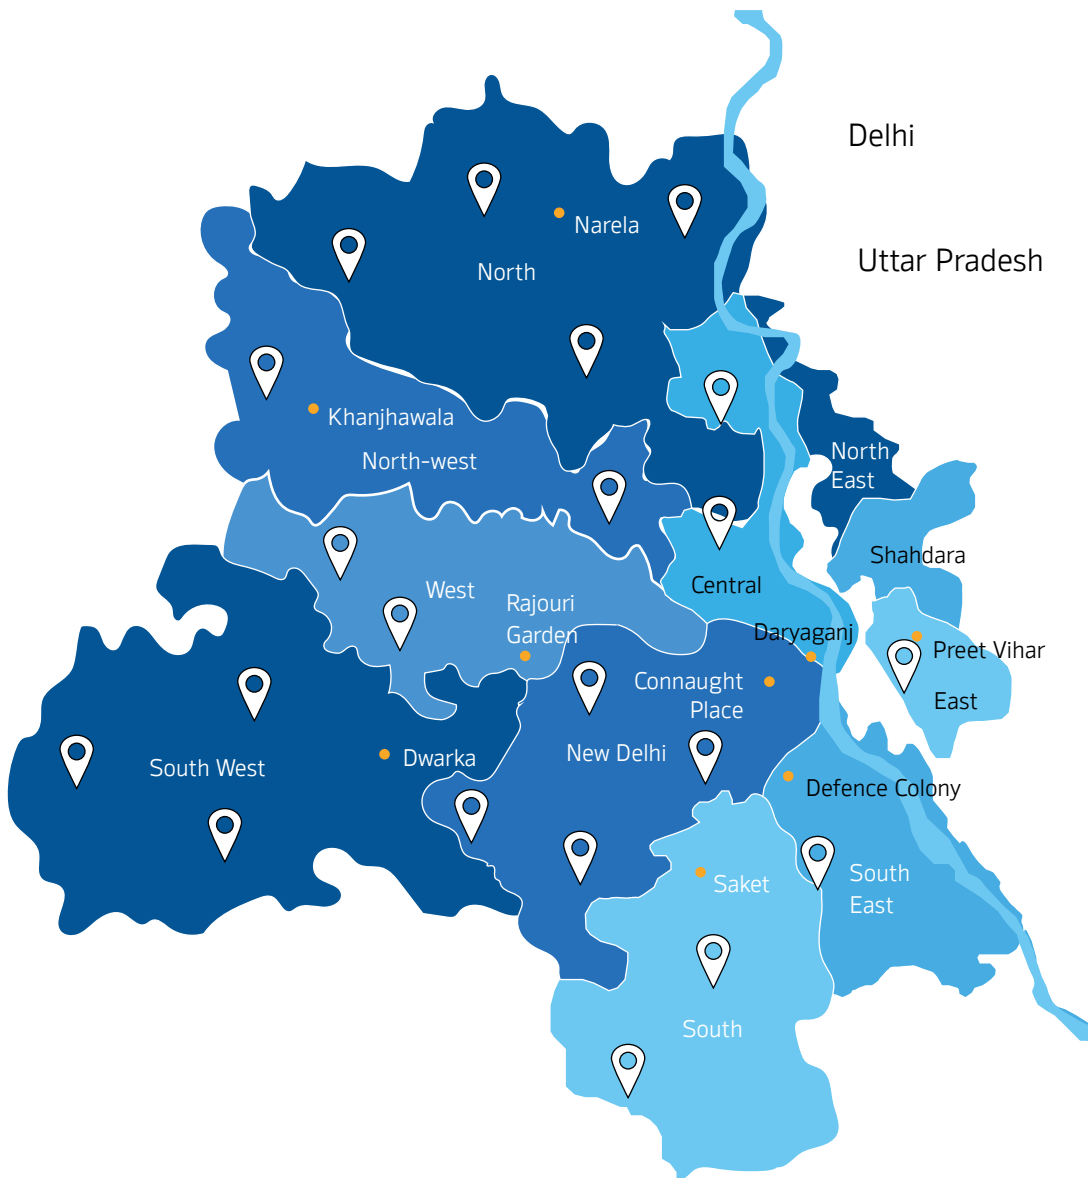 Delhi
Uttar Pradesh
Narela
North
Khanjhawala
North-west
North
East
Shahdara
West
Rajouri
Garden
Central
Daryaganj
Preet Vihar
East
Connaught
Place
New Delhi
Dwarka
South West
Defence Colony
Saket
South
East
South